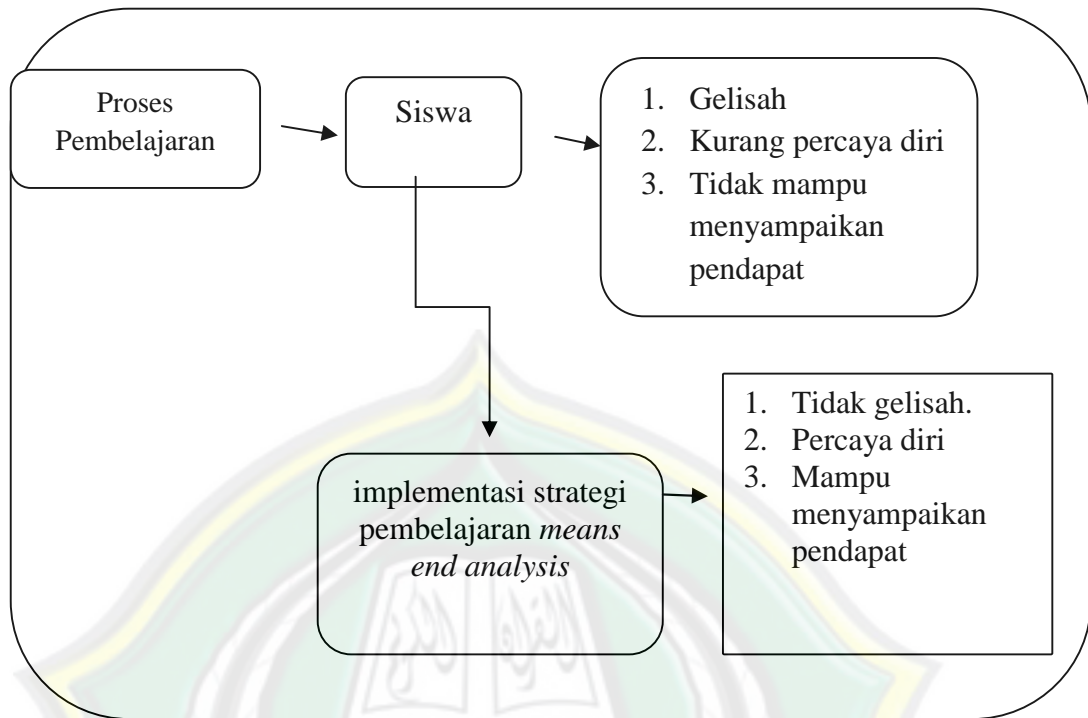 Proses
Pembelajaran
Siswa
1. Gelisah
2. Kurang percaya diri
3. Tidak mampu
menyampaikan
pendapat
implementasi strategi
pembelajaran means
end analysis
1. Tidak gelisah.
2. Percaya diri
3. Mampu
menyampaikan
pendapat